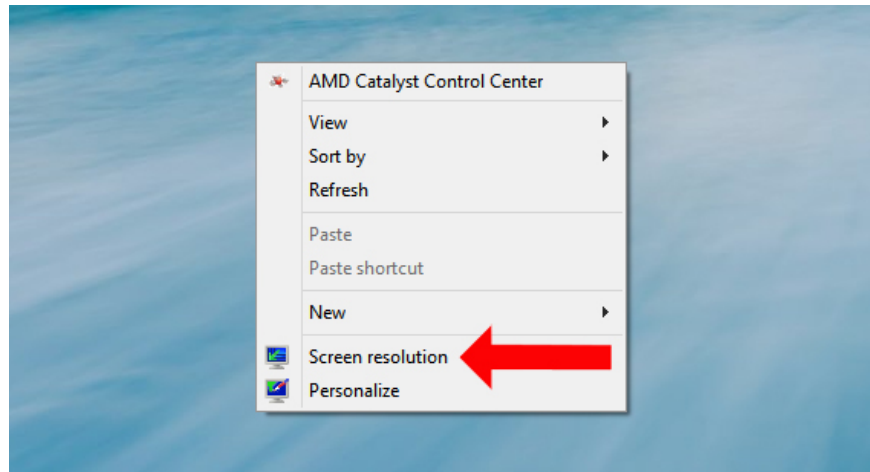 AMD Catalyst Control Center
View
Sort by
Refresh
Paste
Paste shortcut
New
Screen resolution
Personalize